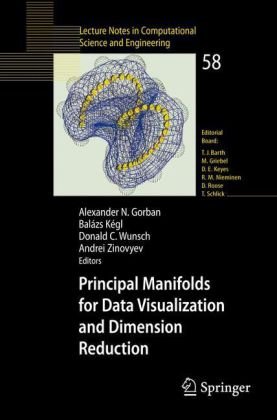 Lecture Notes in Computational
Science and Engineering
58
Editorial
Board:
T. J. Barth
M. Griebel
D. E. Keyes
R. M. Nieminen
D. Roose
T. Schlick
Alexander N. Gorban
Balázs Kégl
Donald C. Wunsch
Andrei Zinovyev
Editors
Principal Manifolds
for Data Visualization
and Dimension
Reduction
Springer